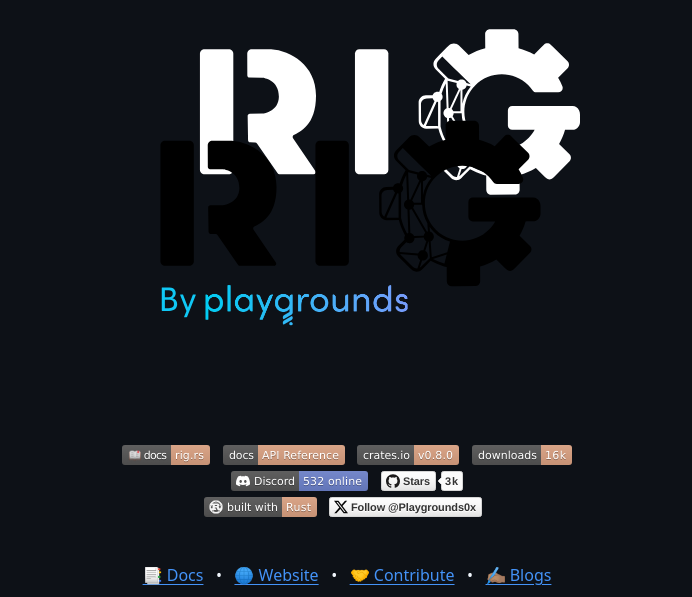 RIG
RIG
By playgrounds
docs rig.rs docs API Reference crates.io v0.8.0 downloads 16k
Discord 532 online Stars 3k
built with Rust Follow @Playgrounds0x
Docs • Website • Contribute • Blogs